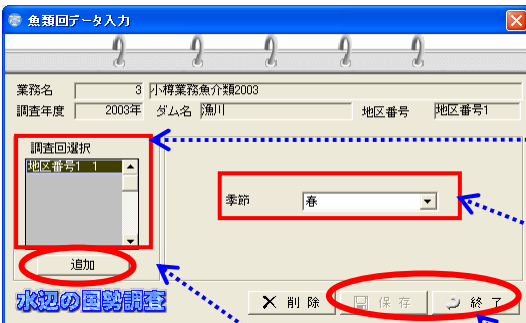 魚類回データ入力
業務名 3 小樽業務魚介類2003
調査年度 2003年 ダム名 漁川 地区番号 地区番号1
調査回選択
地区番号1 1
季節 春
追加
水辺の国勢調査
削 除 保 存 終 了